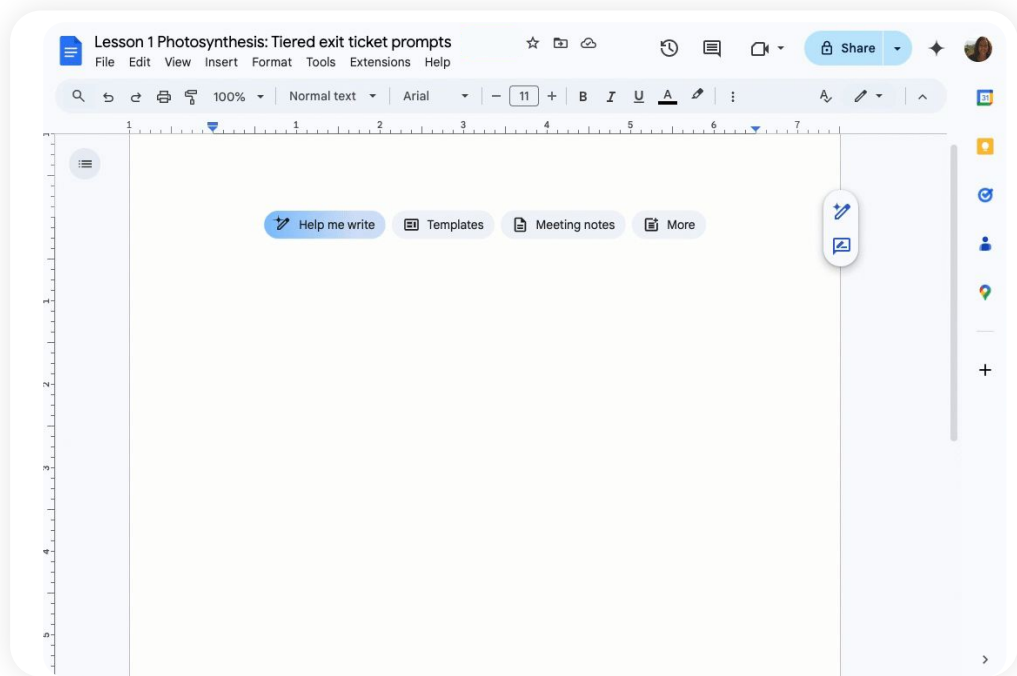 Lesson 1 Photosynthesis: Tiered exit ticket prompts
File Edit View Insert Format Tools Extensions Help
Share
100% Normal text Arial 11 B I U A
31
1 1 2 3 4 5 6 7
Help me write Templates Meeting notes More
1
2
3
4
5